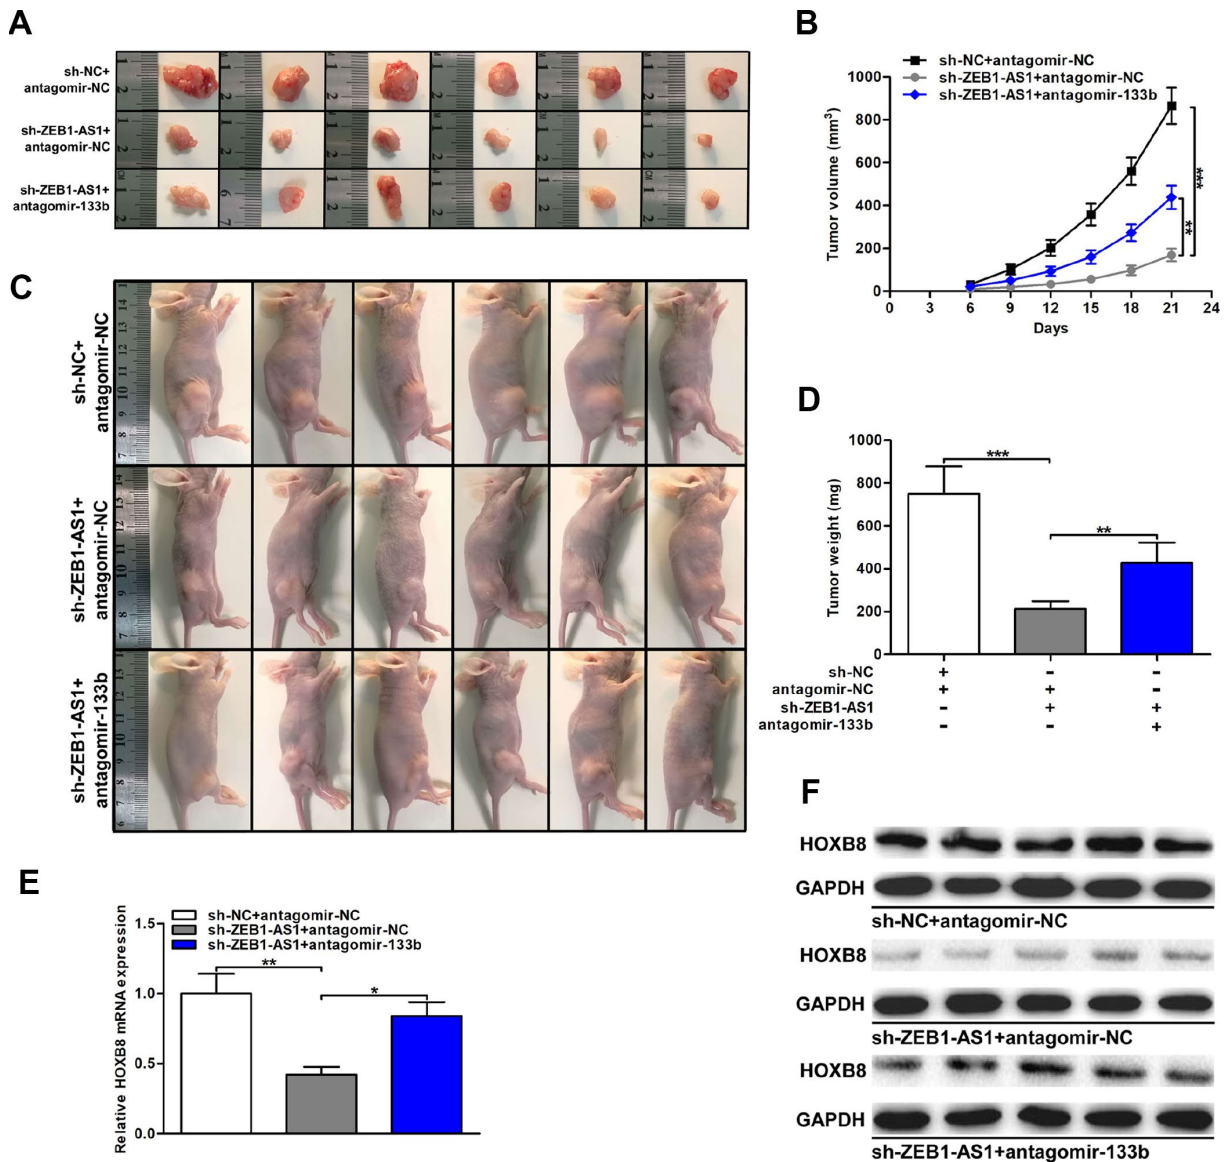 A
sh-NC+
antagomir-NC
sh-ZEB1-AS1+
antagomir-NC
sh-ZEB1-AS1+
antagomir-133b
B
sh-NC+antagomir-NC
sh-ZEB1-AS1+antagomir-NC
sh-ZEB1-AS1+antagomir-133b
Tumor volume (mm3)
1000
800
600
400
200
0
0 3 6 9 12 15 18 21 24
Days
***
**
C
sh-NC+
antagomir-NC
sh-ZEB1-AS1+
antagomir-NC
sh-ZEB1-AS1+
antagomir-133b
D
Tumor weight (mg)
1000
800
600
400
200
0
***
**
sh-NC + - -
antagomir-NC + + -
sh-ZEB1-AS1 - + +
antagomir-133b - - +
E
sh-NC+antagomir-NC
sh-ZEB1-AS1+antagomir-NC
sh-ZEB1-AS1+antagomir-133b
Relative HOXB8 mRNA expression
1.5
1.0
0.5
0.0
**
*
F
HOXB8
GAPDH
sh-NC+antagomir-NC
HOXB8
GAPDH
sh-ZEB1-AS1+antagomir-NC
HOXB8
GAPDH
sh-ZEB1-AS1+antagomir-133b